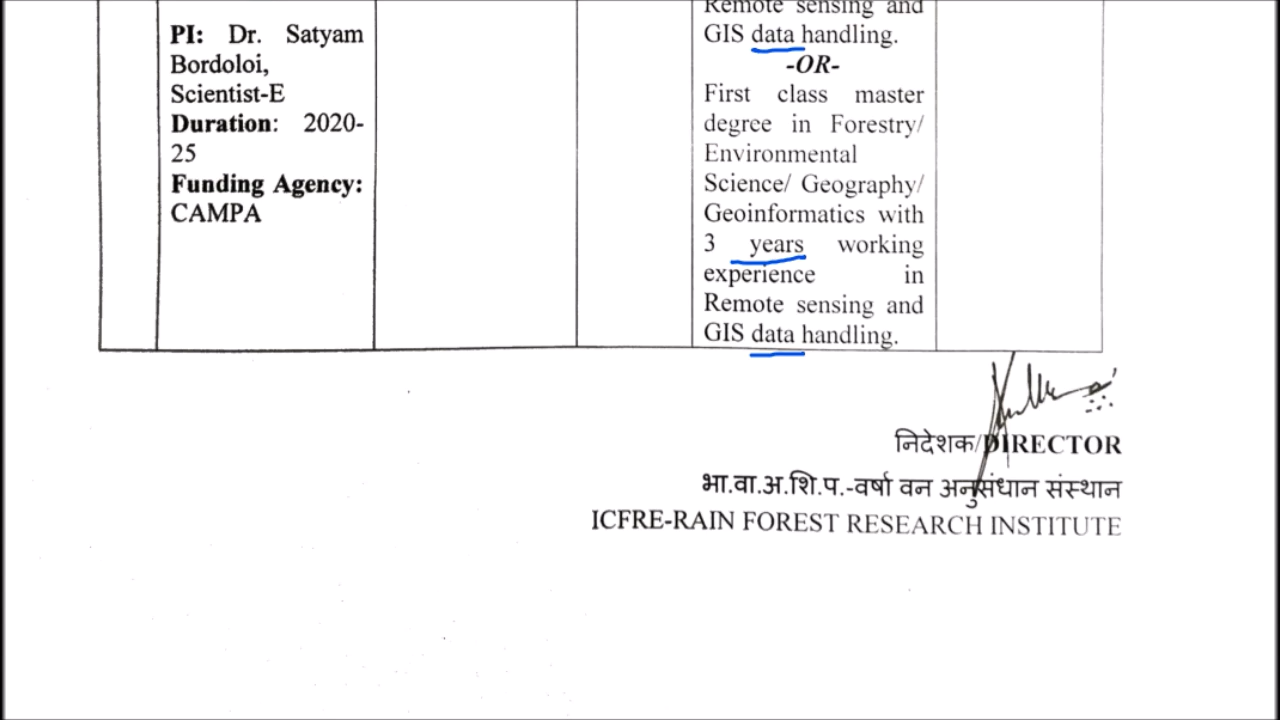 PI: Dr. Satyam
Bordoloi,
Scientist-E
Duration: 2020-
25
Funding Agency:
CAMPA
Remote sensing and
GIS data handling.
-OR-
First class master
degree in Forestry/
Environmental
Science/ Geography/
Geoinformatics with
3 years working
experience in
Remote sensing and
GIS data handling.
निदेशक/DIRECTOR
भा.वा.अ.शि.प.-वर्षा वन अनुसंधान संस्थान
ICFRE-RAIN FOREST RESEARCH INSTITUTE